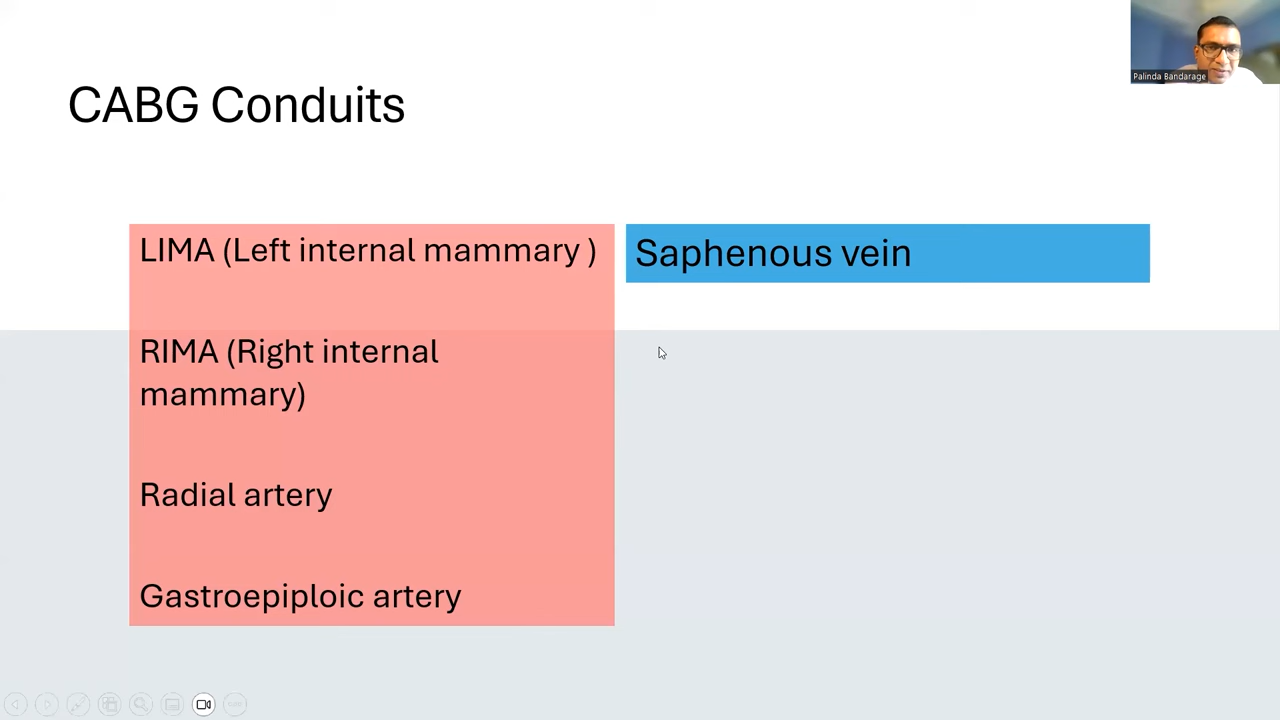 Palinda Bandarage
CABG Conduits
LIMA (Left internal mammary )
RIMA (Right internal
mammary)
Radial artery
Gastroepiploic artery
Saphenous vein